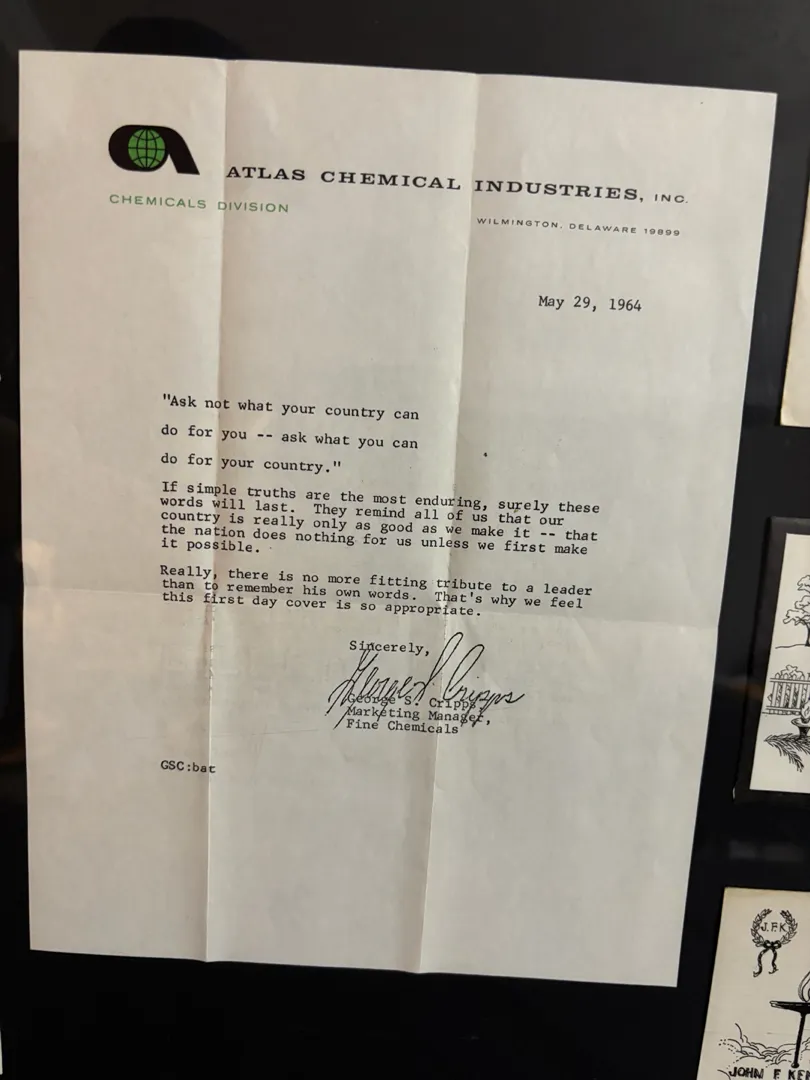 ATLAS CHEMICAL INDUSTRIES, INC.
CHEMICALS DIVISION
WILMINGTON, DELAWARE 19899
May 29, 1964
"Ask not what your country can
do for you -- ask what you can
do for your country."
If simple truths are the most enduring, surely these
words will last. They remind all of us that our
country is really only as good as we make it -- that
the nation does nothing for us unless we first make
it possible.
Really, there is no more fitting tribute to a leader
than to remember his own words. That's why we feel
this first day cover is so appropriate.
Sincerely,
George S. Cripps
George S. Cripps
Marketing Manager,
Fine Chemicals
GSC:bat
J.F.K.
JOHN F. KE